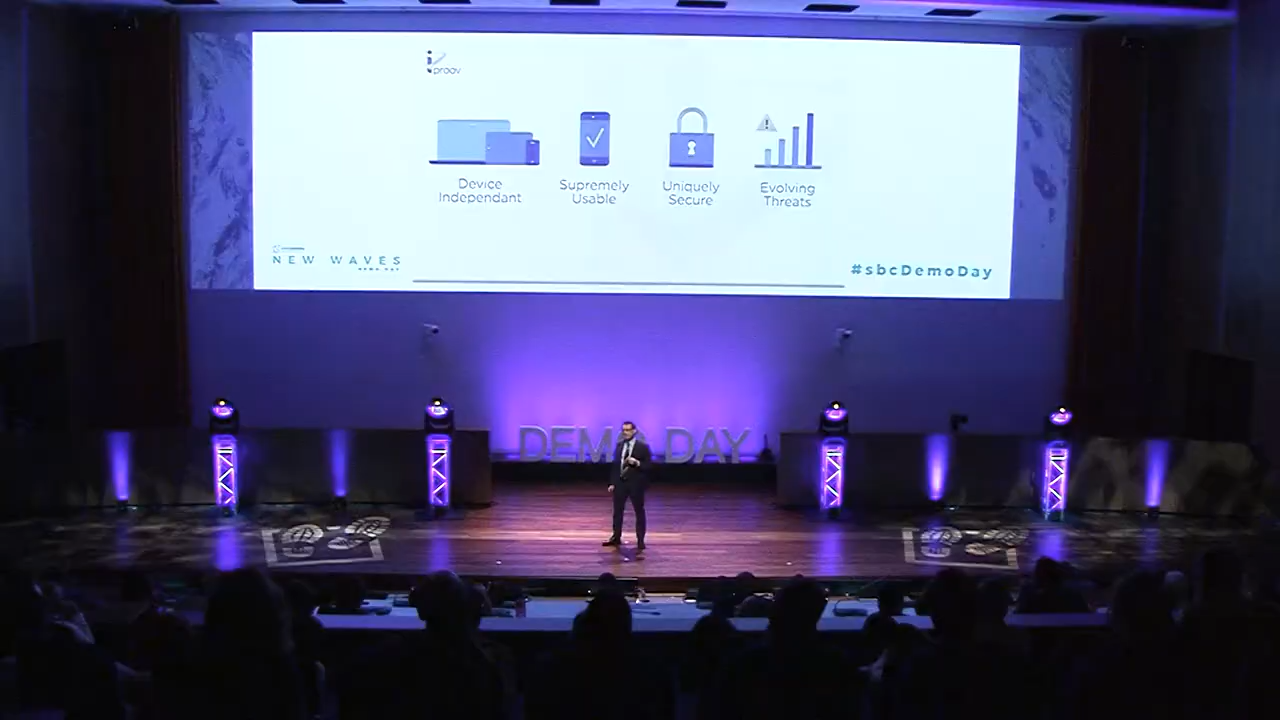 iproov
Device
Independant
Supremely
Usable
Uniquely
Secure
Evolving
Threats
NEW WAVES
DEMO DAY
#sbcDemoDay
DEMO DAY